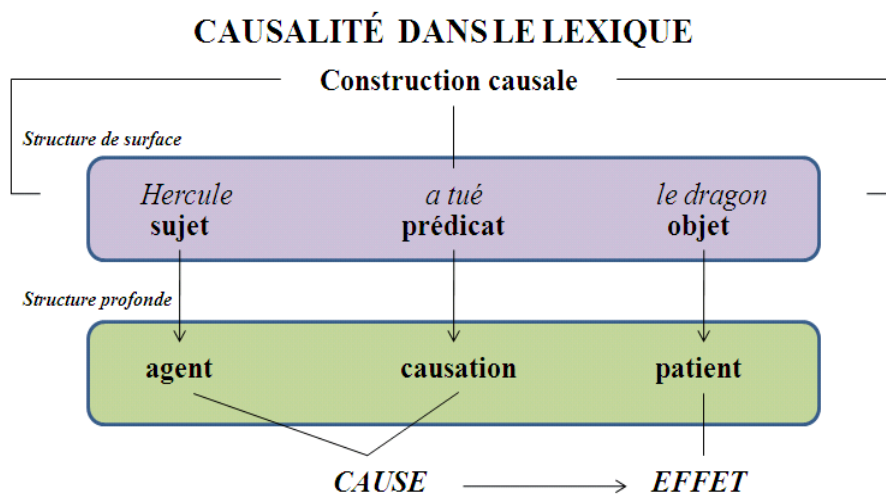 CAUSALITÉ DANS LE LEXIQUE
Construction causale
Structure de surface
Hercule a tué le dragon
sujet prédicat objet
Structure profonde
agent causation patient
CAUSE EFFET